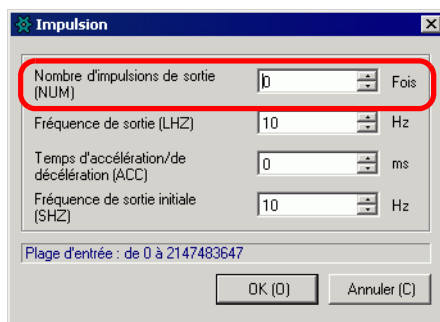 Impulsion
Nombre d'impulsions de sortie
(NUM)
0
Fois
Fréquence de sortie (LHZ)
10
Hz
Temps d'accélération/de
décélération (ACC)
0
ms
Fréquence de sortie initiale
(SHZ)
10
Hz
Plage d'entrée : de 0 à 2147483647
OK (O)
Annuler (C)